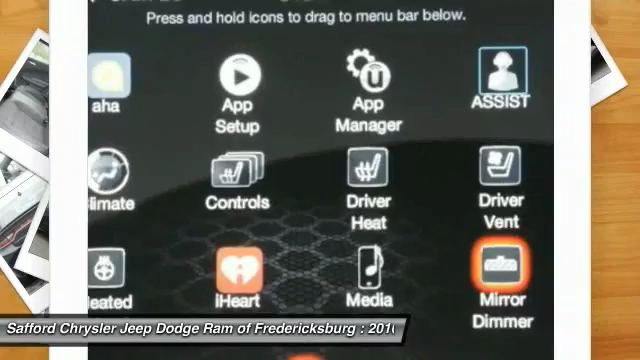 Press and hold icons to drag to menu bar below.
aha
App Setup
App Manager
ASSIST
limate
Controls
Driver Heat
Driver Vent
eated
iHeart
Media
Mirror Dimmer
Safford Chrysler Jeep Dodge Ram of Fredericksburg : 201